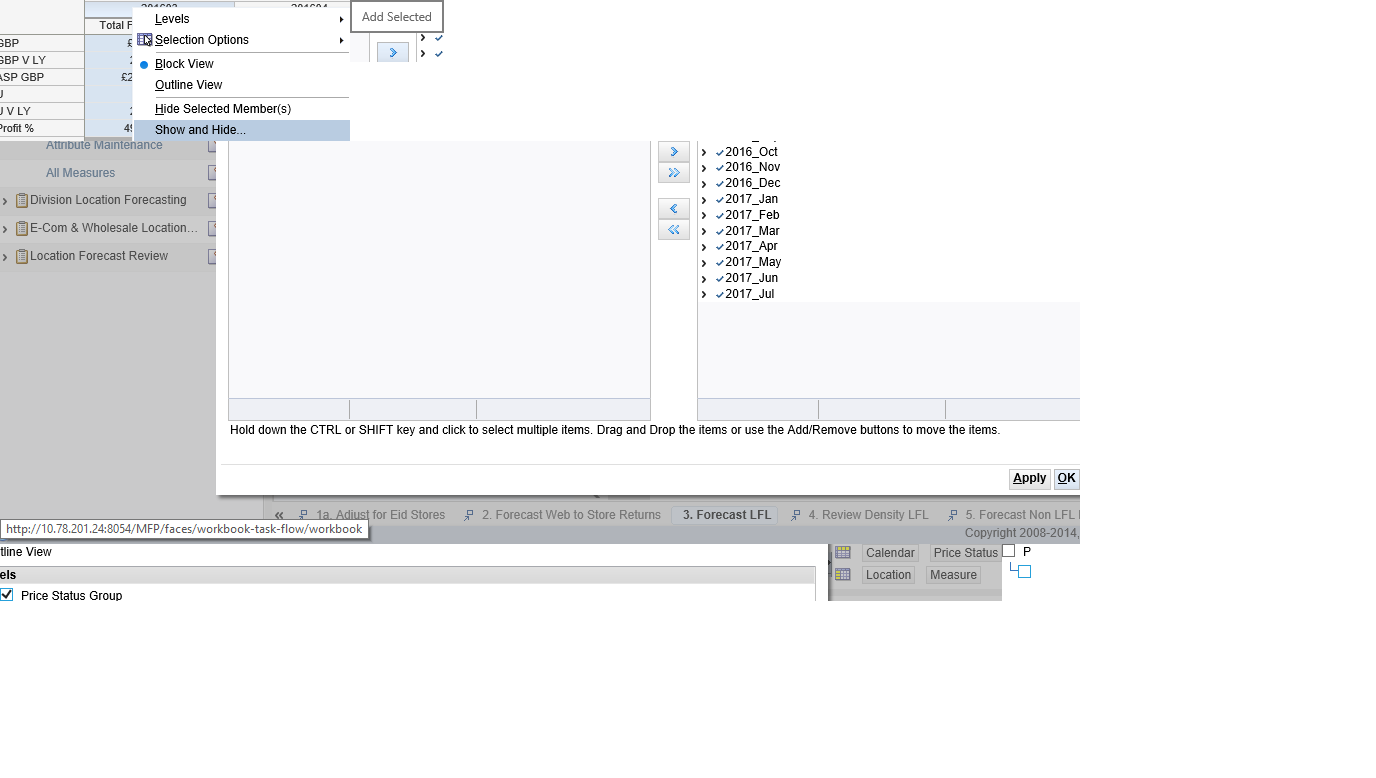 201604
Add Selected
Total F
Levels
Selection Options
Block View
Outline View
Hide Selected Member(s)
Show and Hide...
GBP
£
GBP V LY
ASP GBP
£2
U
U V LY
Profit %
49
Attribute Maintenance
All Measures
Division Location Forecasting
E-Com & Wholesale Location...
Location Forecast Review
2016_Oct
2016_Nov
2016_Dec
2017_Jan
2017_Feb
2017_Mar
2017_Apr
2017_May
2017_Jun
2017_Jul
Hold down the CTRL or SHIFT key and click to select multiple items. Drag and Drop the items or use the Add/Remove buttons to move the items.
Apply OK
1a. Adjust for Eid Stores 2. Forecast Web to Store Returns 3. Forecast LFL 4. Review Density LFL 5. Forecast Non LFL
http://10.78.201.24:8054/MFP/faces/workbook-task-flow/workbook
Copyright 2008-2014,
tline View
els
Price Status Group
Calendar Price Status
Location Measure
P